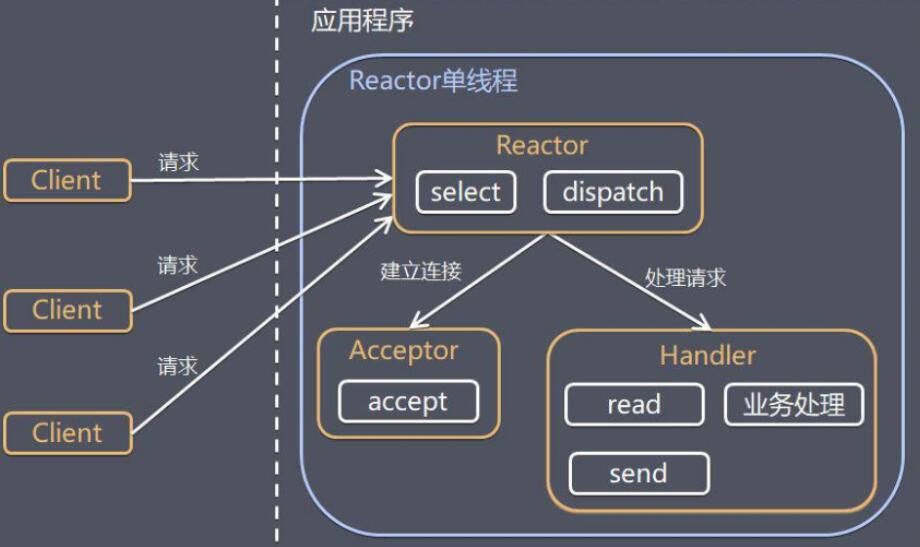 应用程序
Reactor单线程
Reactor
select
dispatch
请求
Client
请求
Client
请求
Client
建立连接
处理请求
Acceptor
accept
Handler
read
业务处理
send